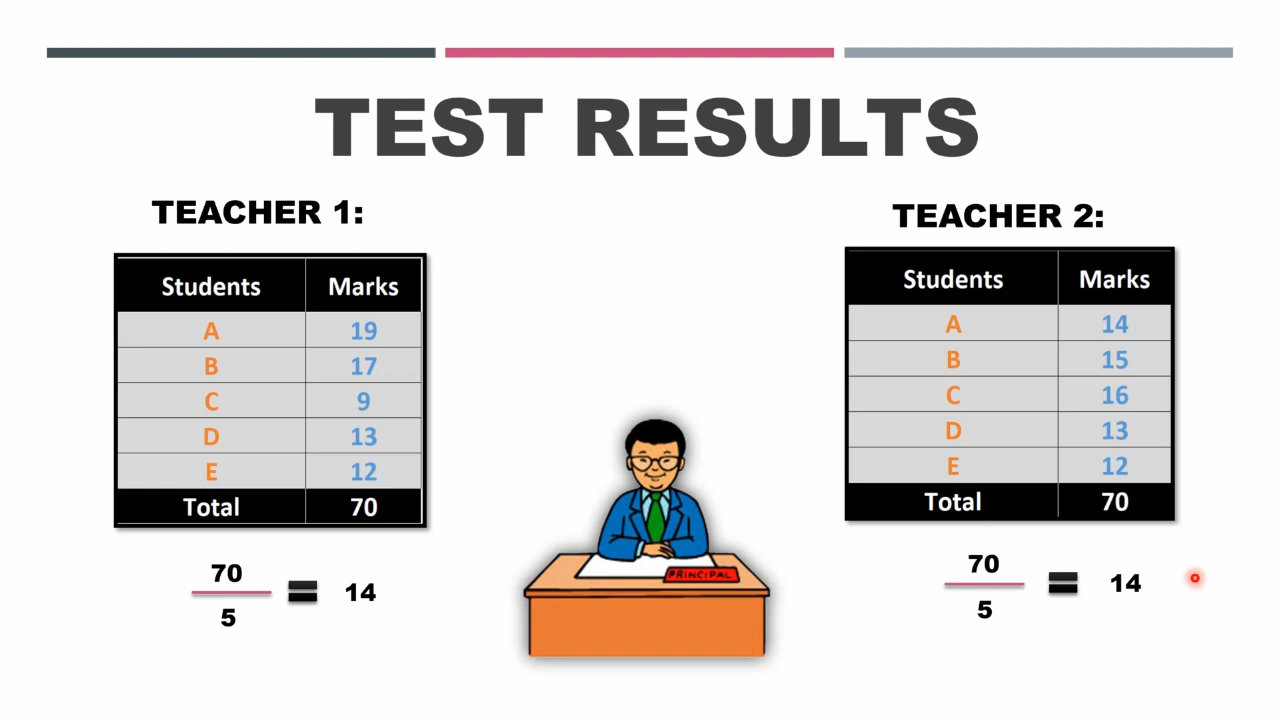 TEST RESULTS
TEACHER 1:
Students Marks
A 19
B 17
C 9
D 13
E 12
Total 70
70
5
= 14
PRINCIPAL
TEACHER 2:
Students Marks
A 14
B 15
C 16
D 13
E 12
Total 70
70
5
= 14